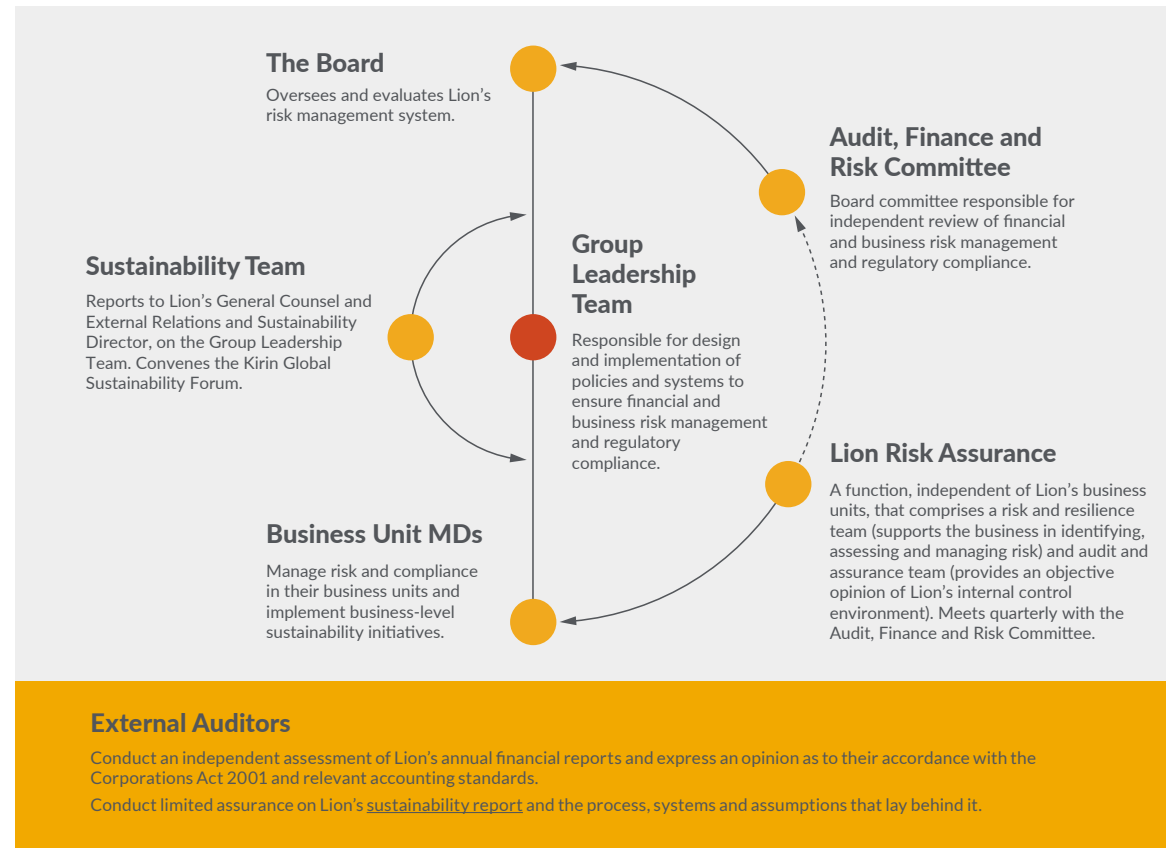 The Board
Oversees and evaluates Lion's
risk management system.
Audit, Finance and
Risk Committee
Board committee responsible for
independent review of financial
and business risk management
and regulatory compliance.
Sustainability Team
Reports to Lion's General Counsel and
External Relations and Sustainability
Director, on the Group Leadership
Team. Convenes the Kirin Global
Sustainability Forum.
Group
Leadership
Team
Responsible for design
and implementation of
policies and systems to
ensure financial and
business risk management
and regulatory
compliance.
Lion Risk Assurance
A function, independent of Lion's business
units, that comprises a risk and resilience
team (supports the business in identifying,
assessing and managing risk) and audit and
assurance team (provides an objective
opinion of Lion's internal control
environment). Meets quarterly with the
Audit, Finance and Risk Committee.
Business Unit MDs
Manage risk and compliance
in their business units and
implement business-level
sustainability initiatives.
External Auditors
Conduct an independent assessment of Lion's annual financial reports and express an opinion as to their accordance with the
Corporations Act 2001 and relevant accounting standards.
Conduct limited assurance on Lion's sustainability report and the process, systems and assumptions that lay behind it.